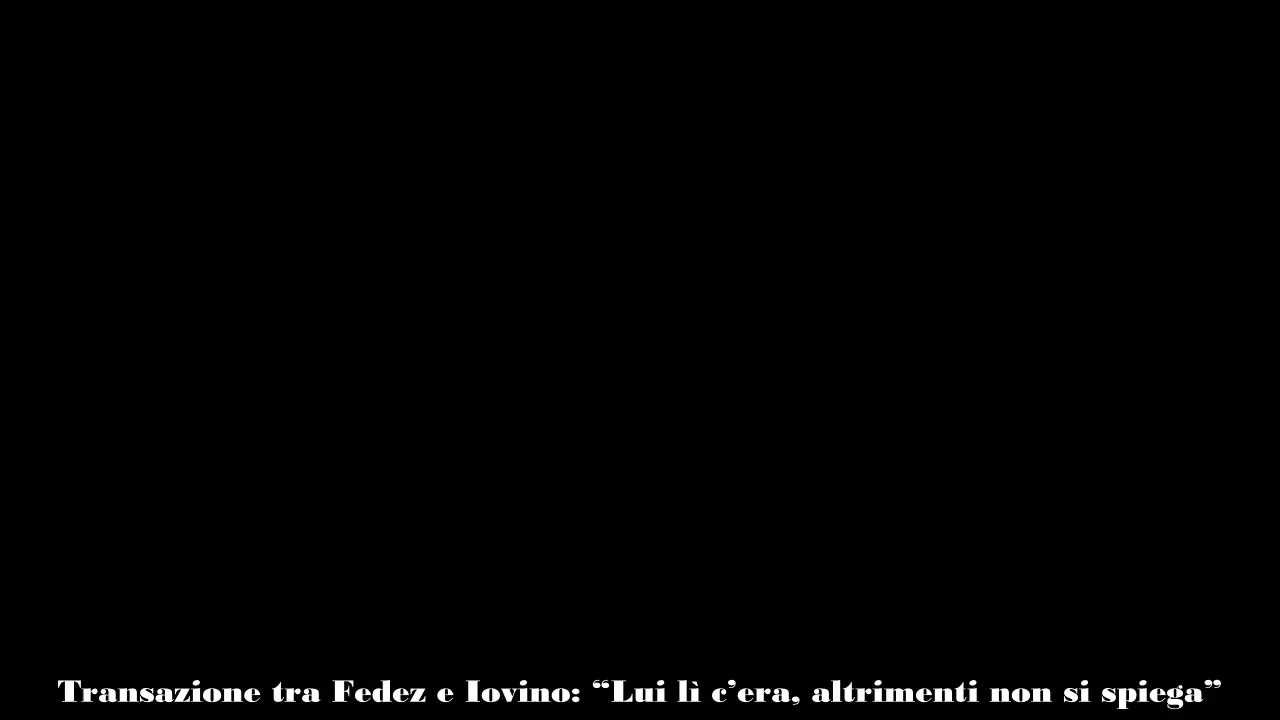 Transazione tra Fedez e Iovino: “Lui lì c’era, altrimenti non si spiega”